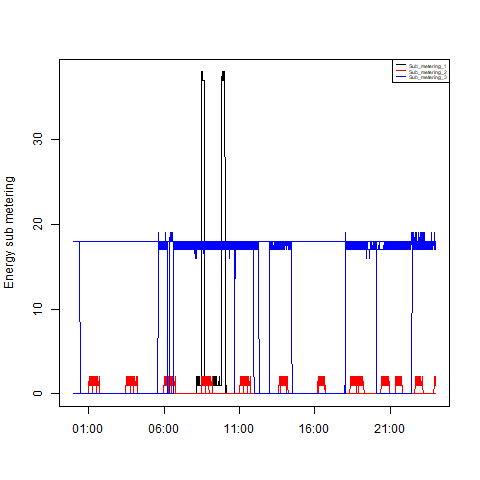 Sub_metering_1
Sub_metering_2
Sub_metering_3
Energy sub metering
30
20
10
0
01:00 06:00 11:00 16:00 21:00